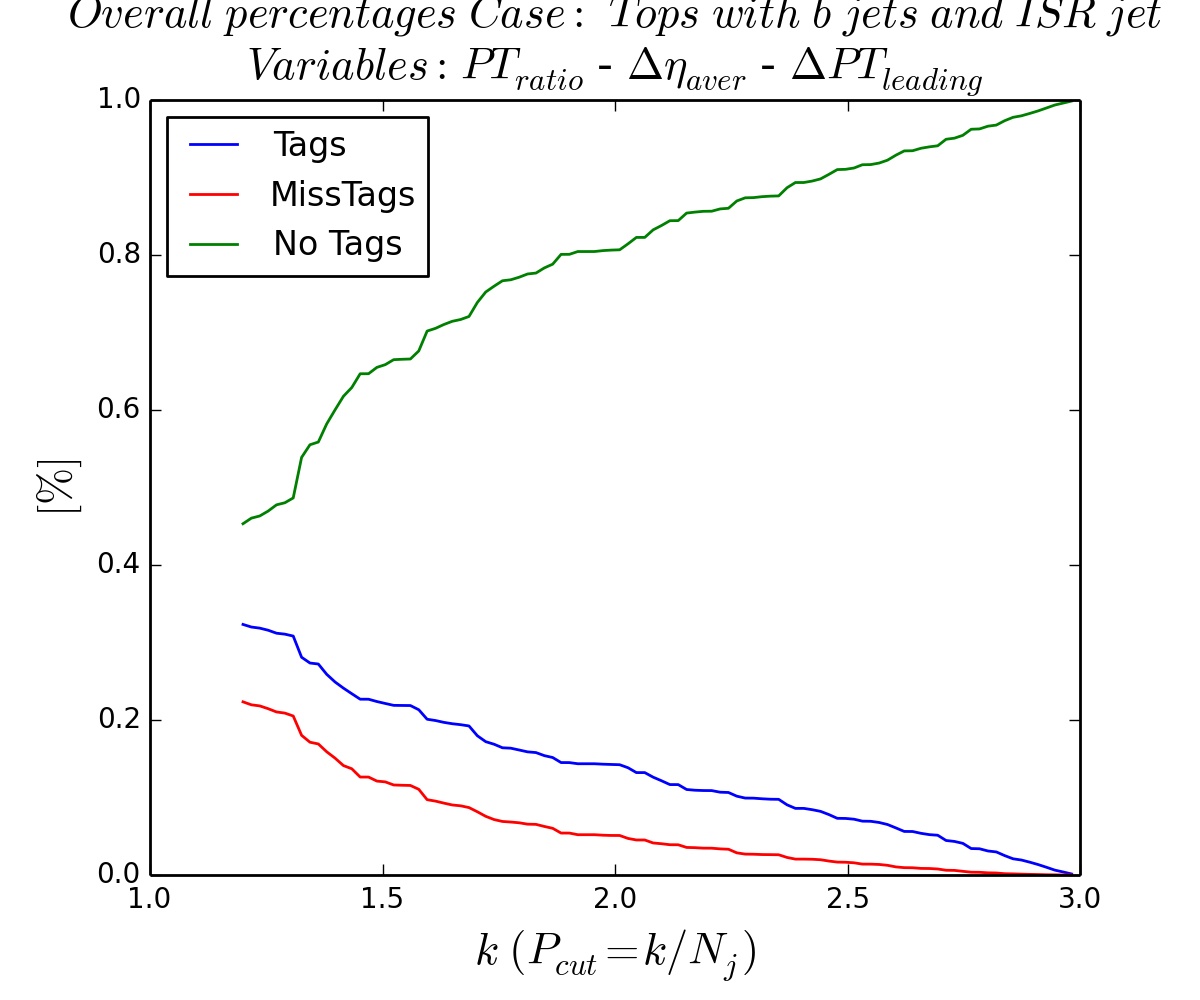 Overall percentages Case: Tops with b jets and ISR jet
Variables: PT_ratio - Δη_aver - ΔPT_leading
1.0
Tags
MissTags
No Tags
0.8
0.6
[%]
0.4
0.2
0.0
1.0 1.5 2.0 2.5 3.0
k (P_cut=k/N_j)